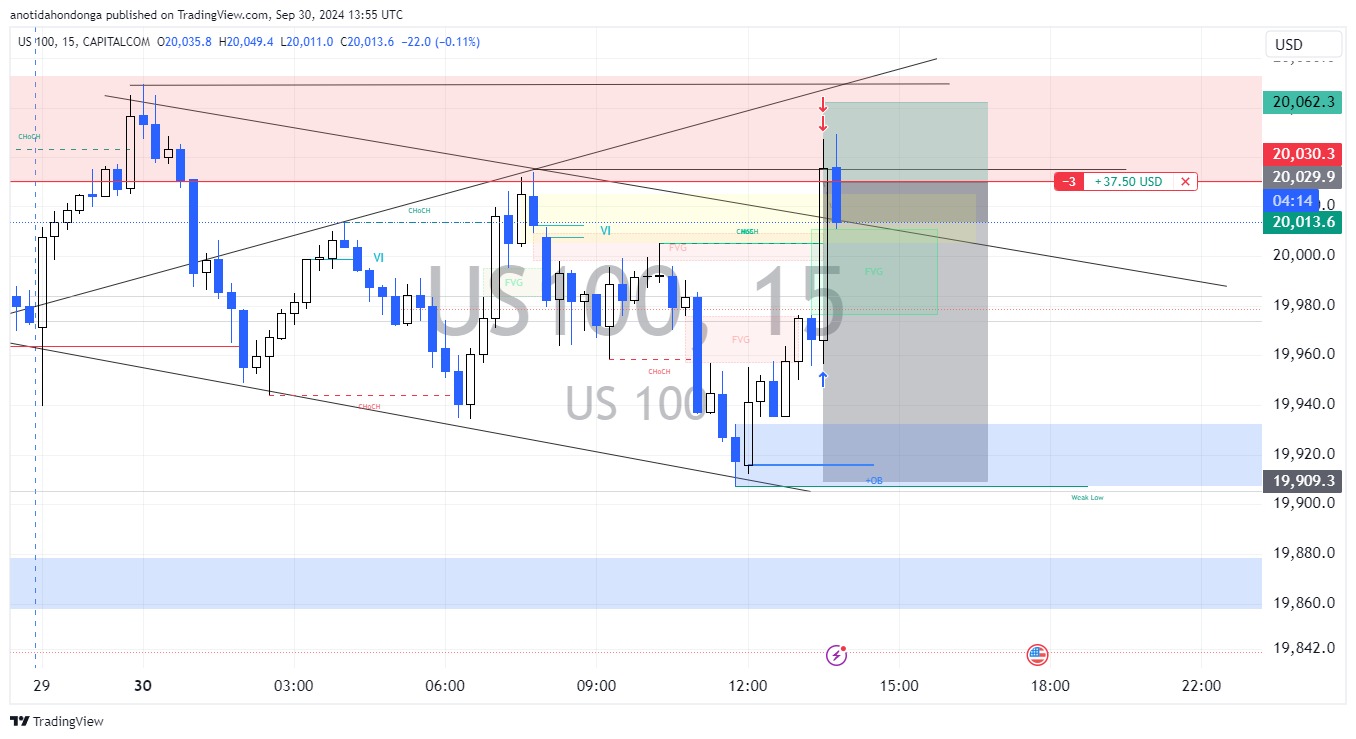 anotidahondonga published on TradingView.com, Sep 30, 2024 13:55 UTC
US 100, 15, CAPITALCOM O20,035.8 H20,049.4 L20,011.0 C20,013.6 −22.0 (−0.11%)
USD
20,062.3
CHoCH
20,030.3
20,029.9
−3 +37.50 USD ✕
04:14
20,013.6
CHoCH
VI
VI
FVG
20,000.0
FVG
FVG
19,980.0
US100, 15
FVG
19,960.0
CHoCH
19,940.0
US 100
CHoCH
19,920.0
+OB
19,909.3
Weak Low
19,900.0
19,880.0
19,860.0
19,842.0
29 30 03:00 06:00 09:00 12:00 15:00 18:00 22:00
TradingView